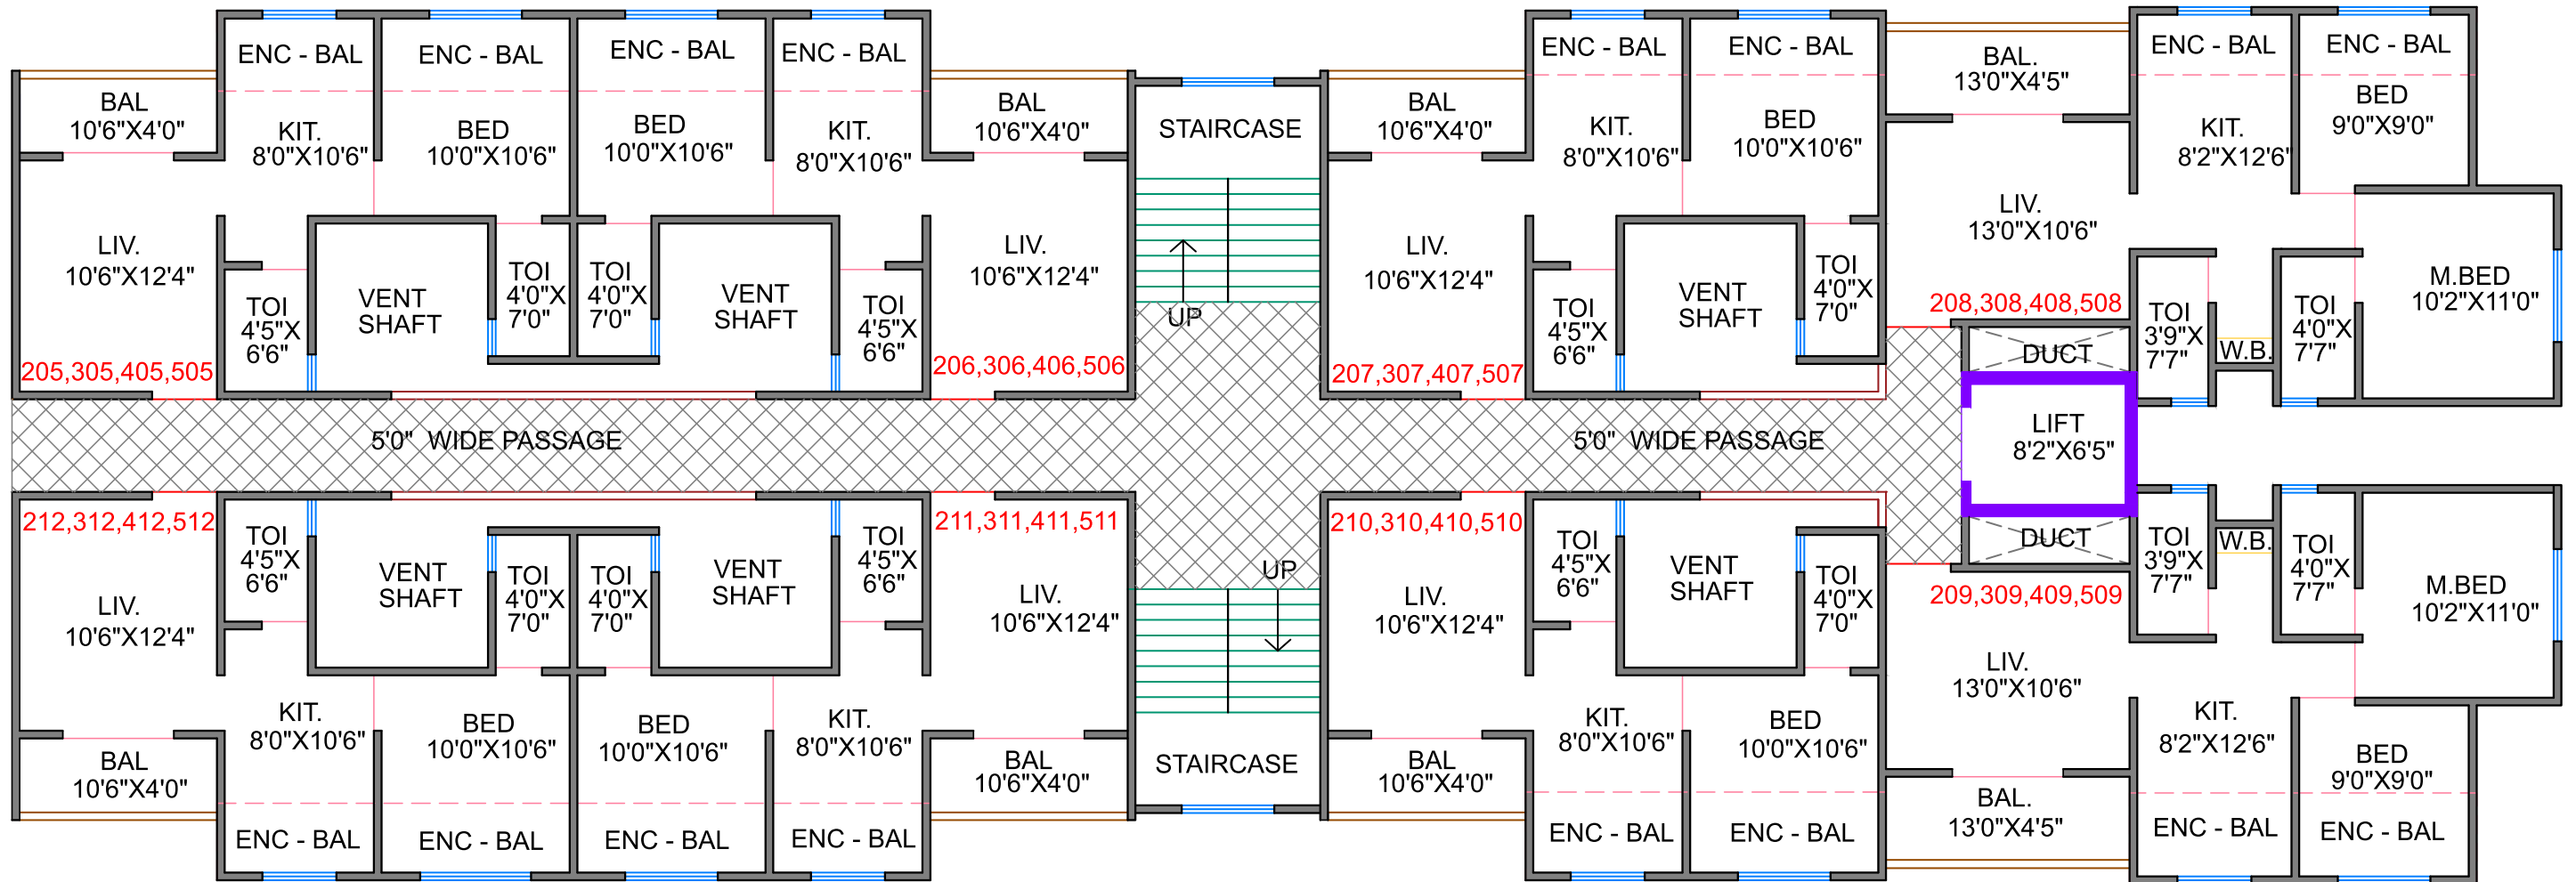 ENC - BAL
ENC - BAL
ENC - BAL
ENC - BAL
ENC - BAL
ENC - BAL
BAL.
13'0"X4'5"
ENC - BAL
ENC - BAL
BAL
10'6"X4'0"
KIT.
8'0"X10'6"
BED
10'0"X10'6"
BED
10'0"X10'6"
KIT.
8'0"X10'6"
BAL
10'6"X4'0"
STAIRCASE
BAL
10'6"X4'0"
KIT.
8'0"X10'6"
BED
10'0"X10'6"
KIT.
8'2"X12'6"
BED
9'0"X9'0"
LIV.
10'6"X12'4"
TOI
4'5"X
6'6"
VENT
SHAFT
TOI
4'0"X
7'0"
TOI
4'0"X
7'0"
VENT
SHAFT
TOI
4'5"X
6'6"
LIV.
10'6"X12'4"
UP
LIV.
10'6"X12'4"
TOI
4'5"X
6'6"
VENT
SHAFT
TOI
4'0"X
7'0"
LIV.
13'0"X10'6"
208,308,408,508
TOI
3'9"X
7'7"
W.B.
TOI
4'0"X
7'7"
M.BED
10'2"X11'0"
205,305,405,505
206,306,406,506
207,307,407,507
DUCT
5'0" WIDE PASSAGE
5'0" WIDE PASSAGE
LIFT
8'2"X6'5"
212,312,412,512
211,311,411,511
210,310,410,510
DUCT
LIV.
10'6"X12'4"
TOI
4'5"X
6'6"
VENT
SHAFT
TOI
4'0"X
7'0"
TOI
4'0"X
7'0"
VENT
SHAFT
TOI
4'5"X
6'6"
LIV.
10'6"X12'4"
UP
LIV.
10'6"X12'4"
TOI
4'5"X
6'6"
VENT
SHAFT
TOI
4'0"X
7'0"
209,309,409,509
LIV.
13'0"X10'6"
TOI
3'9"X
7'7"
W.B.
TOI
4'0"X
7'7"
M.BED
10'2"X11'0"
KIT.
8'0"X10'6"
BED
10'0"X10'6"
BED
10'0"X10'6"
KIT.
8'0"X10'6"
KIT.
8'0"X10'6"
BED
10'0"X10'6"
KIT.
8'2"X12'6"
BED
9'0"X9'0"
BAL
10'6"X4'0"
BAL
10'6"X4'0"
STAIRCASE
BAL
10'6"X4'0"
BAL.
13'0"X4'5"
ENC - BAL
ENC - BAL
ENC - BAL
ENC - BAL
ENC - BAL
ENC - BAL
ENC - BAL
ENC - BAL